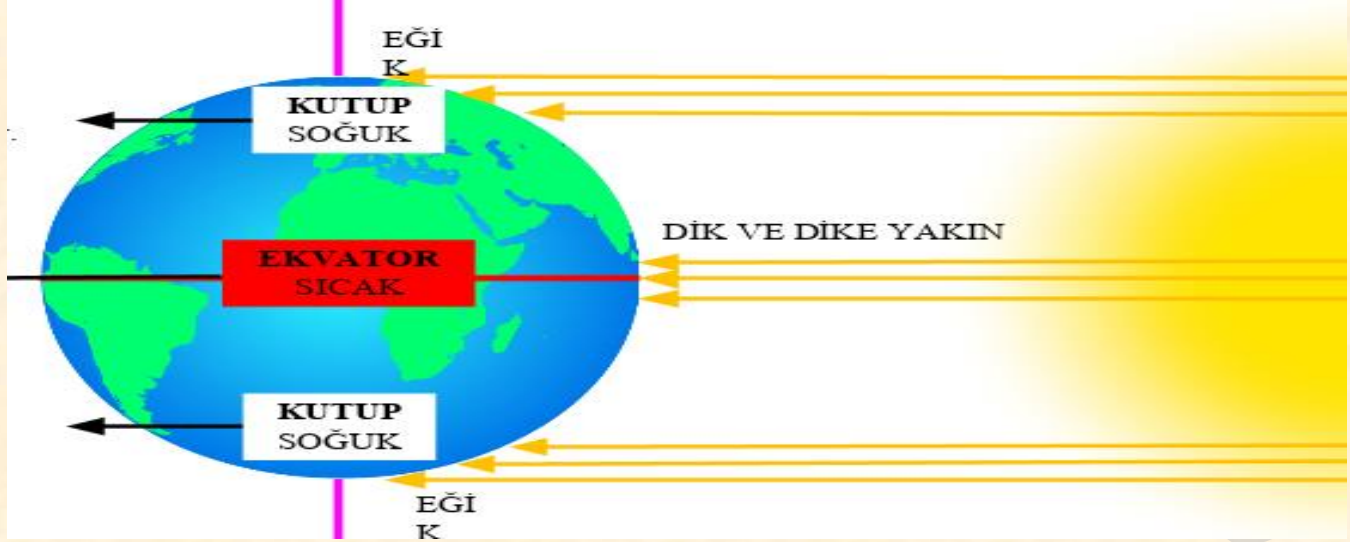 EĞİ
K
KUTUP
SOĞUK
DİK VE DİKE YAKIN
EKVATOR
SICAK
KUTUP
SOĞUK
EĞİ
K